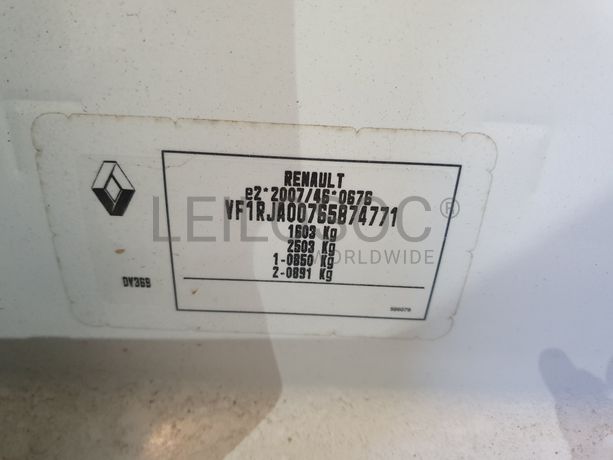 RENAULT
e2*2007/46*0676
VF1RJA00765874771
1603 Kg
2503 Kg
1-0850 Kg
2-0891 Kg
DY369
LEILOSOC®
WORLDWIDE